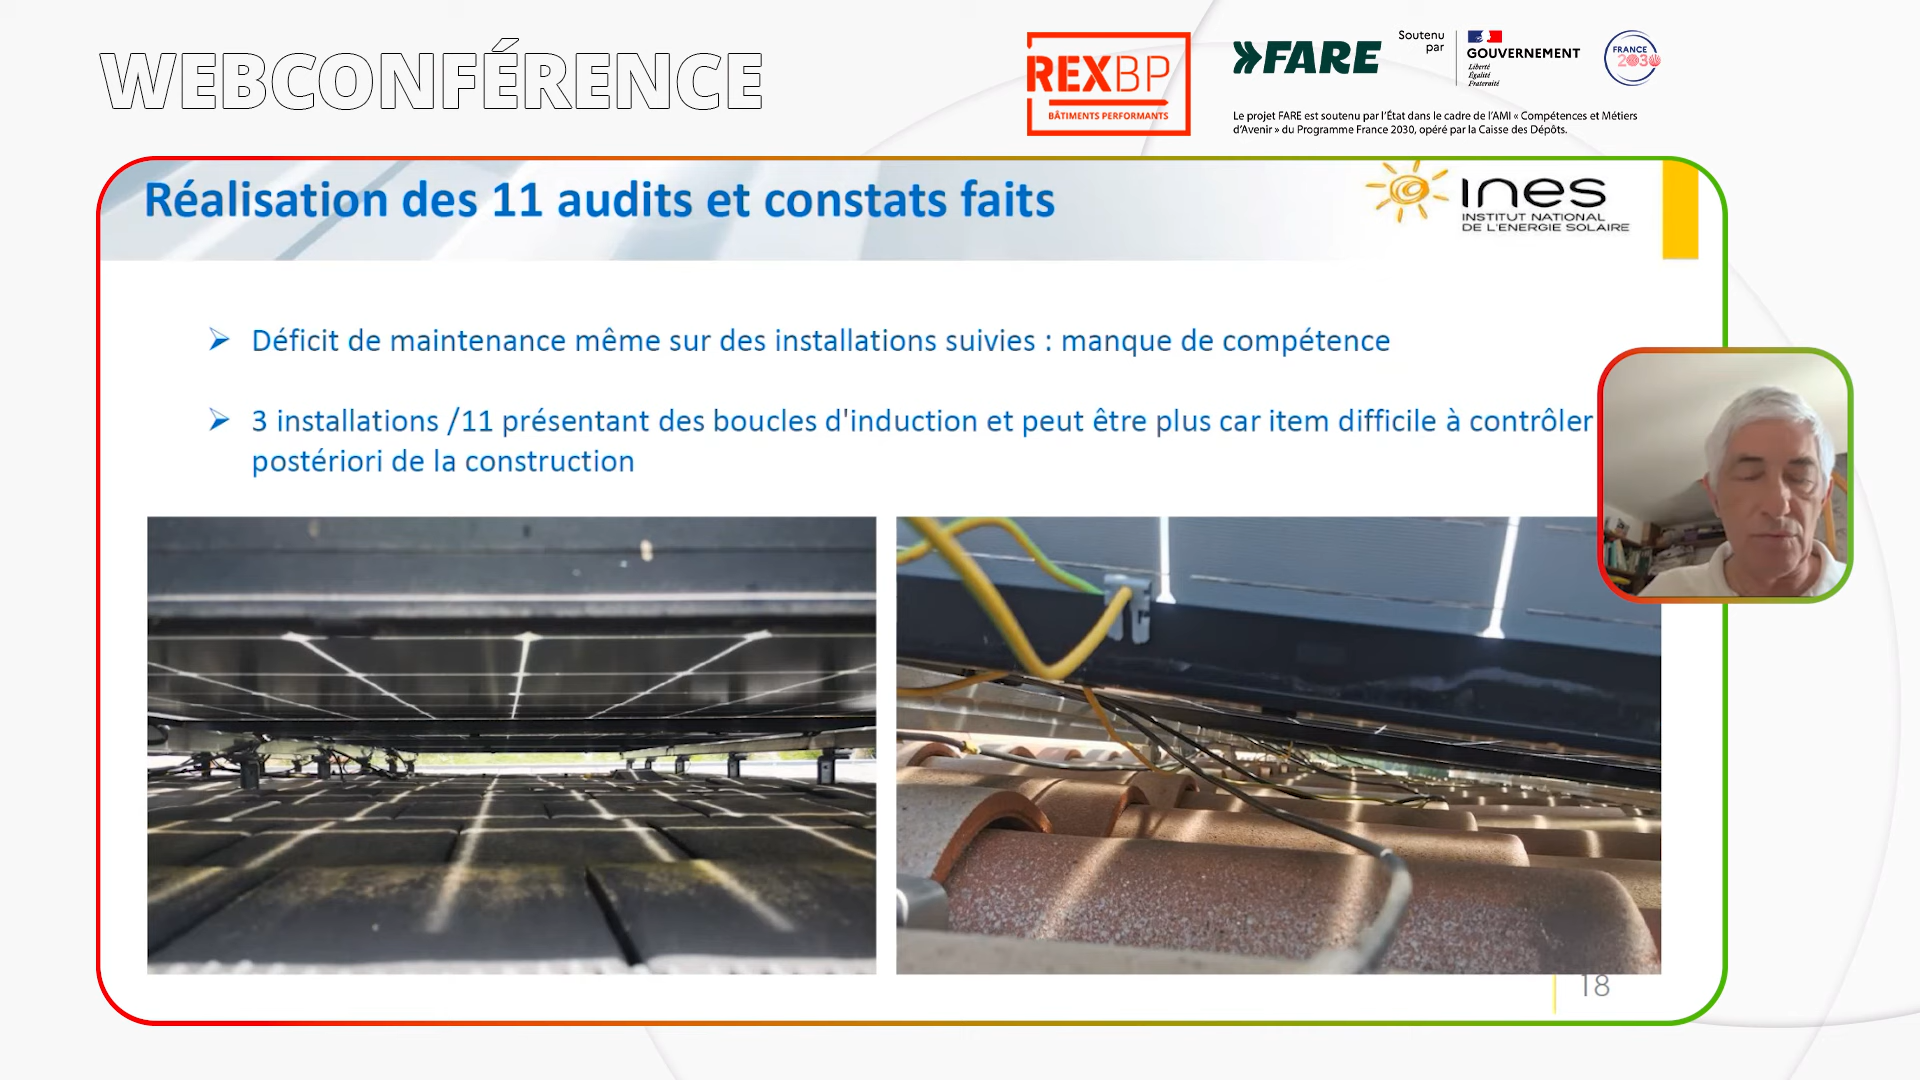 WEBCONFÉRENCE
REXBP
BÂTIMENTS PERFORMANTS
FARE
Soutenu
par
GOUVERNEMENT
Liberté
Égalité
Fraternité
FRANCE
2030
Le projet FARE est soutenu par l'État dans le cadre de l'AMI « Compétences et Métiers
d'Avenir » du Programme France 2030, opéré par la Caisse des Dépôts.
Réalisation des 11 audits et constats faits
ines
INSTITUT NATIONAL
DE L'ENERGIE SOLAIRE
Déficit de maintenance même sur des installations suivies : manque de compétence
3 installations /11 présentant des boucles d'induction et peut être plus car item difficile à contrôler
postériori de la construction
18